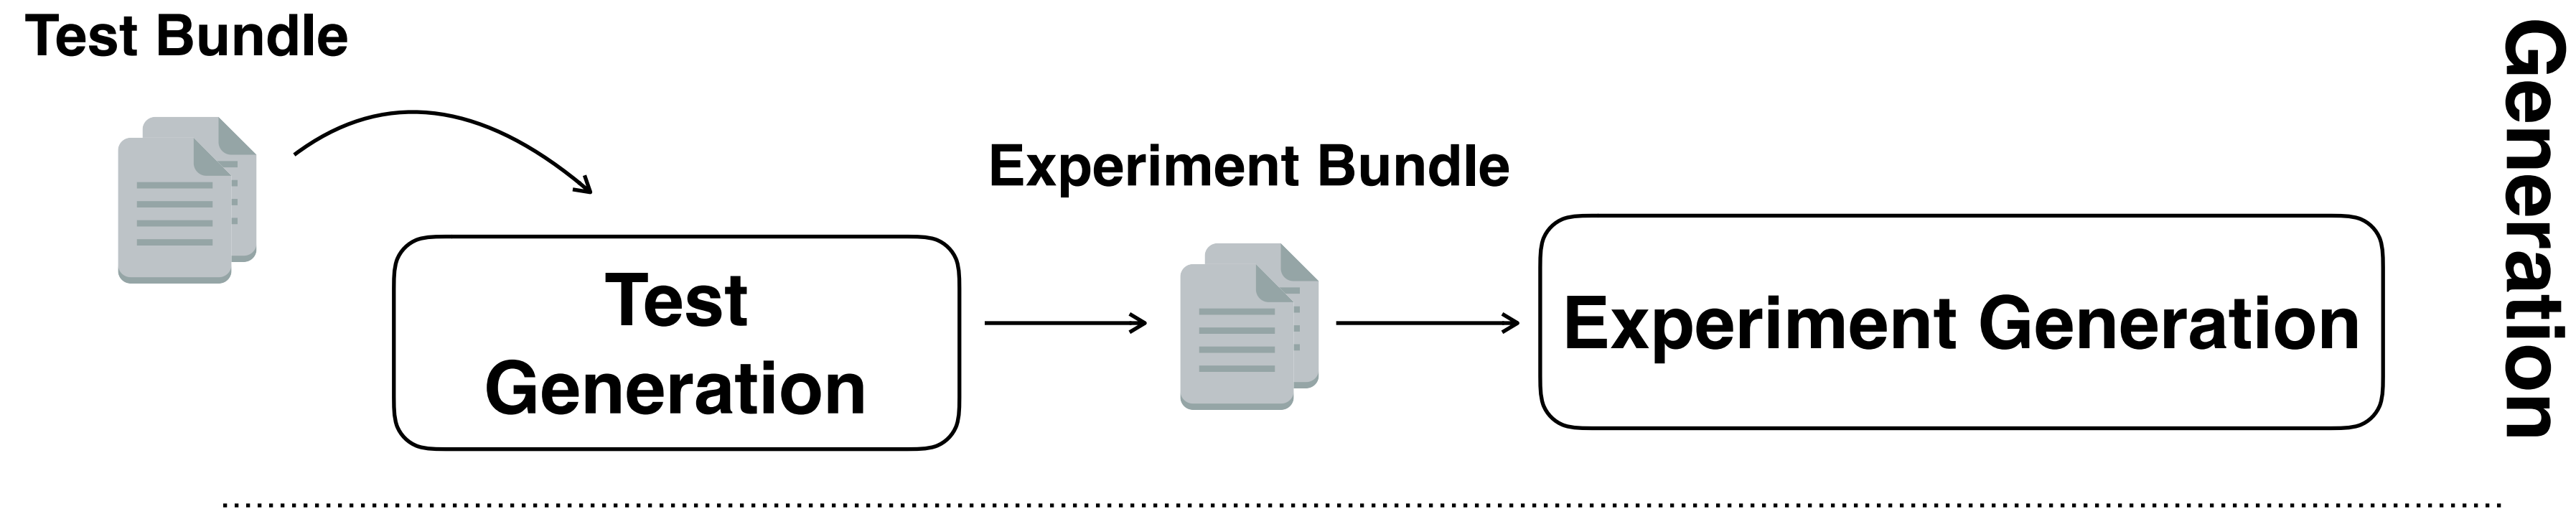 Test Bundle
Experiment Bundle
Test
Generation
Experiment Generation
Generation